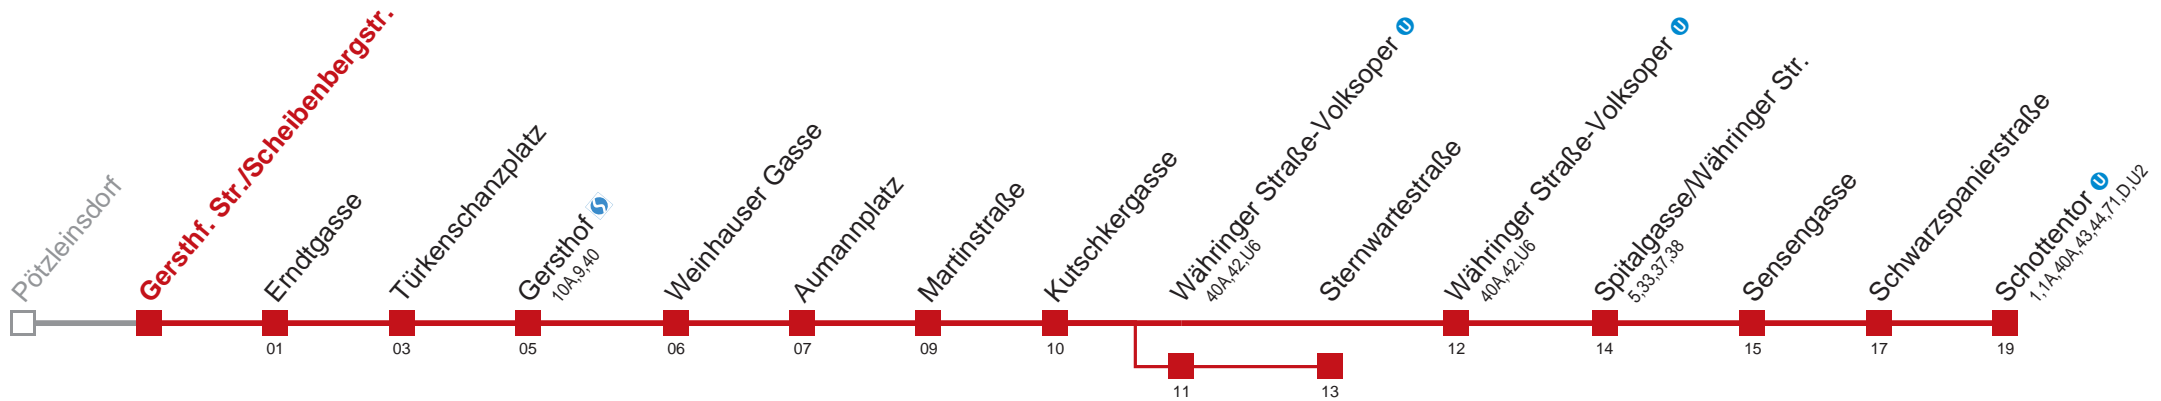 Pötzleinsdorf
Gersthf. Str./Scheibenbergstr.
Erndtgasse
Türkenschanzplatz
Gersthof
10A,9,40
Weinhauser Gasse
Aumannplatz
Martinstraße
Kutschkergasse
Währinger Straße-Volksoper U
40A,42,U6
Sternwartestraße
Währinger Straße-Volksoper U
40A,42,U6
Spitalgasse/Währinger Str.
5,33,37,38
Sensengasse
Schwarzspanierstraße
Schottentor U
1,1A,40A,43,44,71,D,U2
01 03 05 06 07 09 10 12 14 15 17 19
11 13